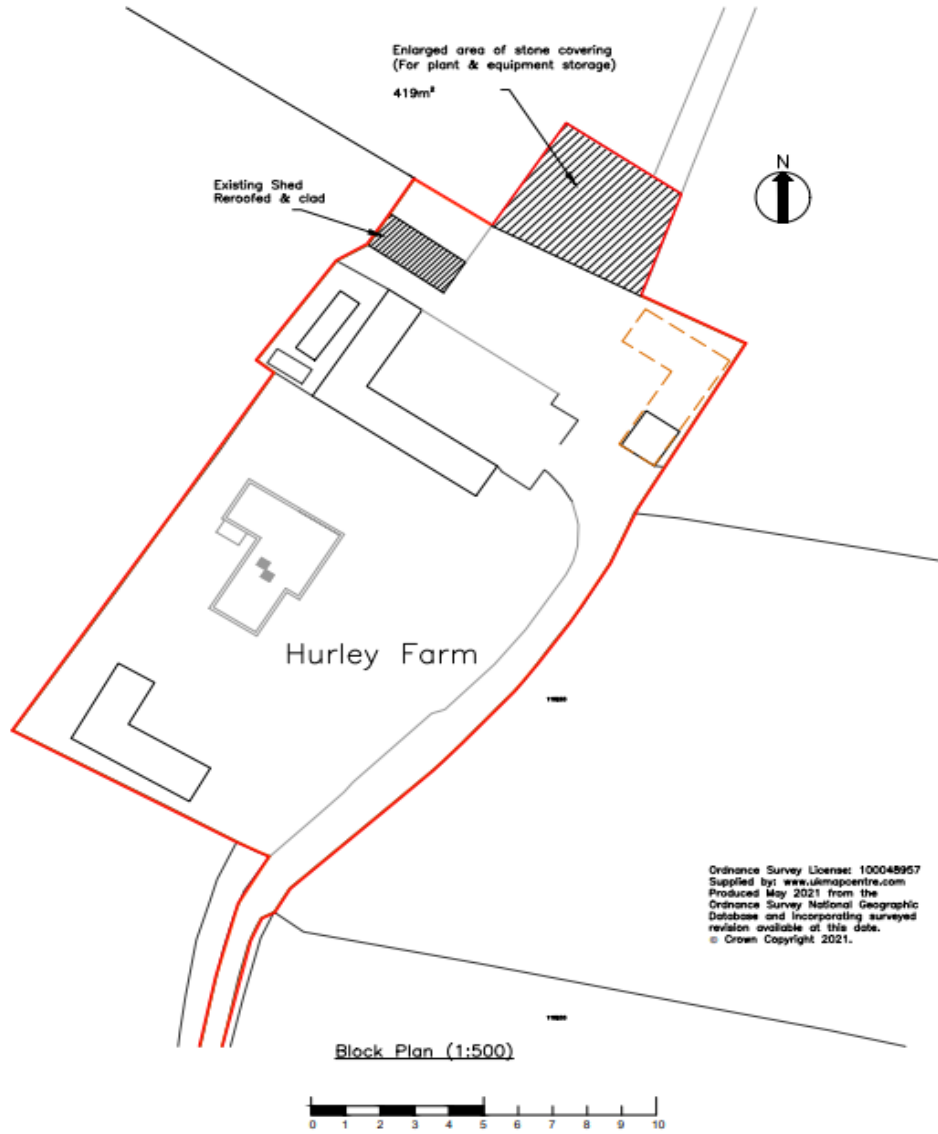 Enlarged area of stone covering
(For plant & equipment storage)
419m²
N
Existing Shed
Reroofed & clad
Hurley Farm
Ordnance Survey License: 100048957
Supplied by: www.ukmapcentre.com
Produced May 2021 from the
Ordnance Survey National Geographic
Database and incorporating surveyed
revision available at this date.
© Crown Copyright 2021.
Block Plan (1:500)
0 1 2 3 4 5 6 7 8 9 10